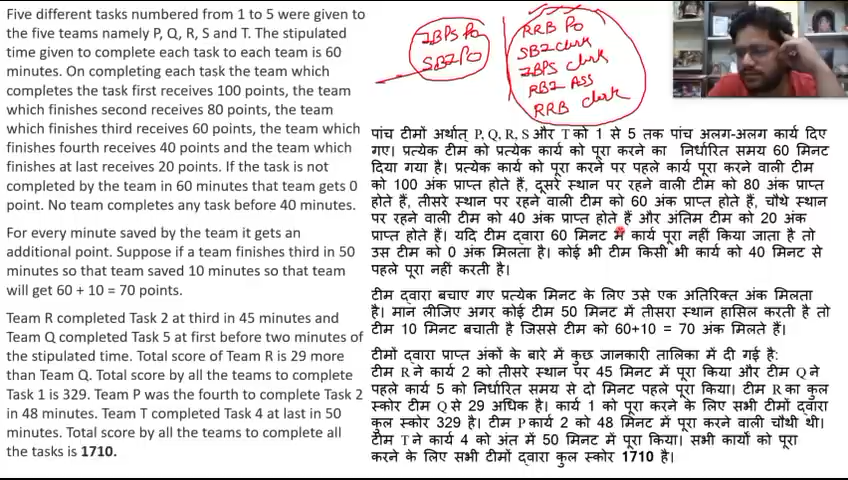 Five different tasks numbered from 1 to 5 were given to
the five teams namely P, Q, R, S and T. The stipulated
time given to complete each task to each team is 60
minutes. On completing each task the team which
completes the task first receives 100 points, the team
which finishes second receives 80 points, the team
which finishes third receives 60 points, the team which
finishes fourth receives 40 points and the team which
finishes at last receives 20 points. If the task is not
completed by the team in 60 minutes that team gets 0
point. No team completes any task before 40 minutes.
For every minute saved by the team it gets an
additional point. Suppose if a team finishes third in 50
minutes so that team saved 10 minutes so that team
will get 60 + 10 = 70 points.
Team R completed Task 2 at third in 45 minutes and
Team Q completed Task 5 at first before two minutes of
the stipulated time. Total score of Team R is 29 more
than Team Q. Total score by all the teams to complete
Task 1 is 329. Team P was the fourth to complete Task 2
in 48 minutes. Team T completed Task 4 at last in 50
minutes. Total score by all the teams to complete all
the tasks is 1710.
IBPS PO
SBI PO
RRB PO
SBI clerk
IBPS clerk
RBI Ass
RRB clerk
पांच टीमों अर्थात् P, Q, R, S और T को 1 से 5 तक पांच अलग-अलग कार्य दिए
गए। प्रत्येक टीम को प्रत्येक कार्य को पूरा करने का निर्धारित समय 60 मिनट
दिया गया है। प्रत्येक कार्य को पूरा करने पर पहले कार्य पूरा करने वाली टीम
को 100 अंक प्राप्त होते हैं, दूसरे स्थान पर रहने वाली टीम को 80 अंक प्राप्त
होते हैं, तीसरे स्थान पर रहने वाली टीम को 60 अंक प्राप्त होते हैं, चौथे स्थान
पर रहने वाली टीम को 40 अंक प्राप्त होते हैं और अंतिम टीम को 20 अंक
प्राप्त होते हैं। यदि टीम द्वारा 60 मिनट में कार्य पूरा नहीं किया जाता है तो
उस टीम को 0 अंक मिलता है। कोई भी टीम किसी भी कार्य को 40 मिनट से
पहले पूरा नहीं करती है।
टीम द्वारा बचाए गए प्रत्येक मिनट के लिए उसे एक अतिरिक्त अंक मिलता
है। मान लीजिए अगर कोई टीम 50 मिनट में तीसरा स्थान हासिल करती है तो
टीम 10 मिनट बचाती है जिससे टीम को 60+10 = 70 अंक मिलते हैं।
टीमों द्वारा प्राप्त अंकों के बारे में कुछ जानकारी तालिका में दी गई है:
टीम R ने कार्य 2 को तीसरे स्थान पर 45 मिनट में पूरा किया और टीम Q ने
पहले कार्य 5 को निर्धारित समय से दो मिनट पहले पूरा किया। टीम R का कुल
स्कोर टीम Q से 29 अधिक है। कार्य 1 को पूरा करने के लिए सभी टीमों द्वारा
कुल स्कोर 329 है। टीम P कार्य 2 को 48 मिनट में पूरा करने वाली चौथी थी।
टीम T ने कार्य 4 को अंत में 50 मिनट में पूरा किया। सभी कार्यों को पूरा
करने के लिए सभी टीमों द्वारा कुल स्कोर 1710 है।